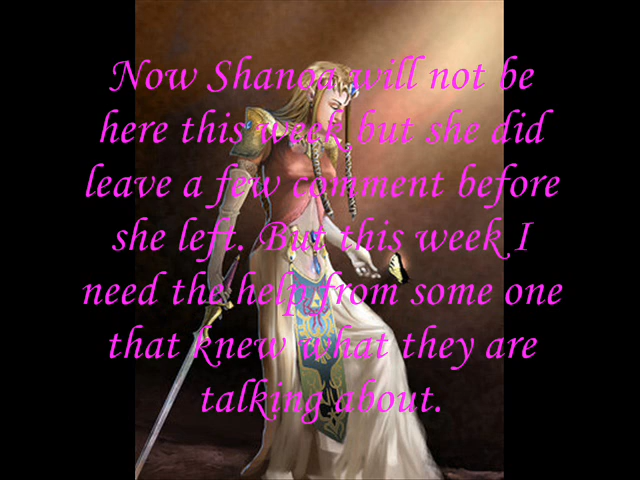 Now Shanoa will not be
here this week but she did
leave a few comment before
she left. But this week I
need the help from some one
that knew what they are
talking about.